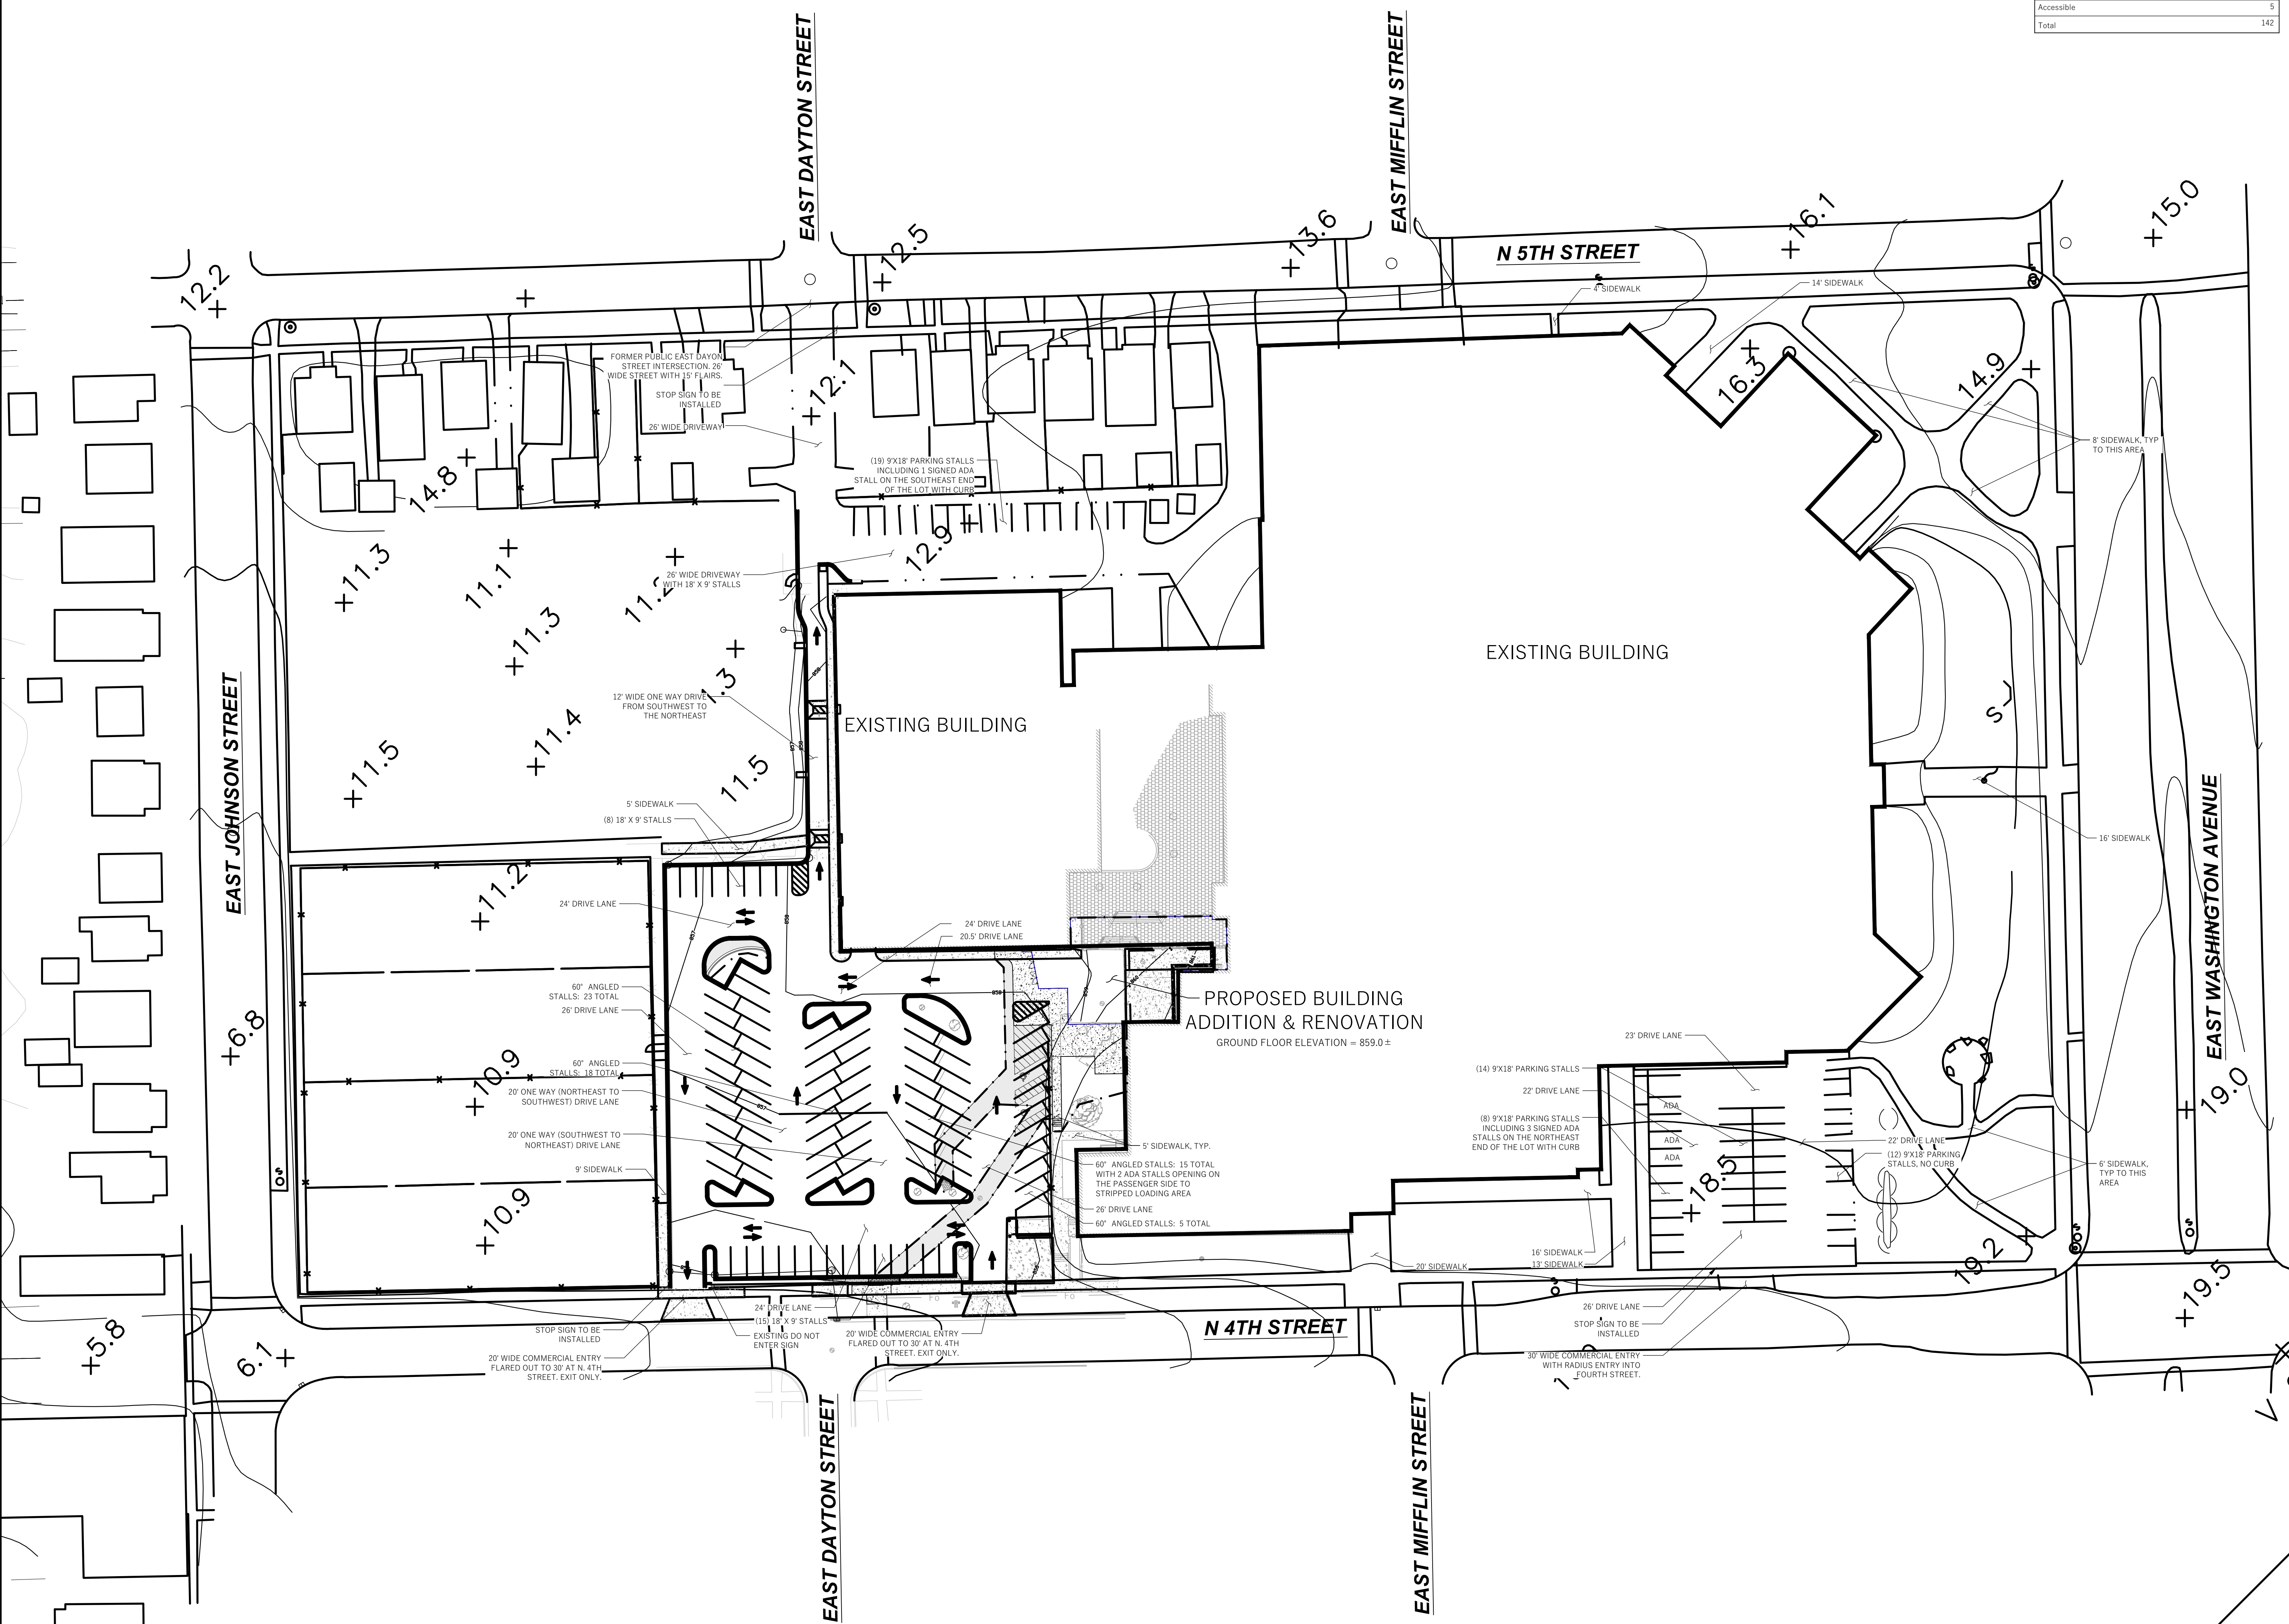 Accessible 5
Total 142
EAST DAYTON STREET
EAST MIFFLIN STREET
N 5TH STREET
12.2
12.5
13.6
16.1
15.0
4' SIDEWALK
14' SIDEWALK
FORMER PUBLIC EAST DAYON
STREET INTERSECTION. 26'
WIDE STREET WITH 15' FLAIRS.
STOP SIGN TO BE
INSTALLED
26' WIDE DRIVEWAY
12.1
16.3
14.9
8' SIDEWALK, TYP
TO THIS AREA
(19) 9'X18' PARKING STALLS
INCLUDING 1 SIGNED ADA
STALL ON THE SOUTHEAST END
OF THE LOT WITH CURB
14.8
12.9
11.3
11.1
11.2
26' WIDE DRIVEWAY
WITH 18' X 9' STALLS
11.3
EXISTING BUILDING
12' WIDE ONE WAY DRIVE
FROM SOUTHWEST TO
THE NORTHEAST
858
857
858
EXISTING BUILDING
11.4
11.5
11.5
S
EAST JOHNSON STREET
EAST WASHINGTON AVENUE
5' SIDEWALK
(8) 18' X 9' STALLS
16' SIDEWALK
11.2
24' DRIVE LANE
857
858
24' DRIVE LANE
20.5' DRIVE LANE
60° ANGLED
STALLS: 23 TOTAL
26' DRIVE LANE
858
PROPOSED BUILDING
ADDITION & RENOVATION
GROUND FLOOR ELEVATION = 859.0±
6.8
10.9
60° ANGLED
STALLS: 18 TOTAL
20' ONE WAY (NORTHEAST TO
SOUTHWEST) DRIVE LANE
857
20' ONE WAY (SOUTHWEST TO
NORTHEAST) DRIVE LANE
9' SIDEWALK
5' SIDEWALK, TYP.
60° ANGLED STALLS: 15 TOTAL
WITH 2 ADA STALLS OPENING ON
THE PASSENGER SIDE TO
STRIPPED LOADING AREA
26' DRIVE LANE
60° ANGLED STALLS: 5 TOTAL
23' DRIVE LANE
(14) 9'X18' PARKING STALLS
22' DRIVE LANE
(8) 9'X18' PARKING STALLS
INCLUDING 3 SIGNED ADA
STALLS ON THE NORTHEAST
END OF THE LOT WITH CURB
ADA
ADA
ADA
22' DRIVE LANE
(12) 9'X18' PARKING
STALLS, NO CURB
6' SIDEWALK,
TYP TO THIS
AREA
18.5
19.0
10.9
19.2
19.5
16' SIDEWALK
13' SIDEWALK
20' SIDEWALK
5.8
6.1
24' DRIVE LANE
(15) 18' X 9' STALLS
EXISTING DO NOT
ENTER SIGN
STOP SIGN TO BE
INSTALLED
20' WIDE COMMERCIAL ENTRY
FLARED OUT TO 30' AT N. 4TH
STREET. EXIT ONLY.
20' WIDE COMMERCIAL ENTRY
FLARED OUT TO 30' AT N. 4TH
STREET. EXIT ONLY.
N 4TH STREET
26' DRIVE LANE
STOP SIGN TO BE
INSTALLED
30' WIDE COMMERCIAL ENTRY
WITH RADIUS ENTRY INTO
FOURTH STREET.
EAST DAYTON STREET
EAST MIFFLIN STREET